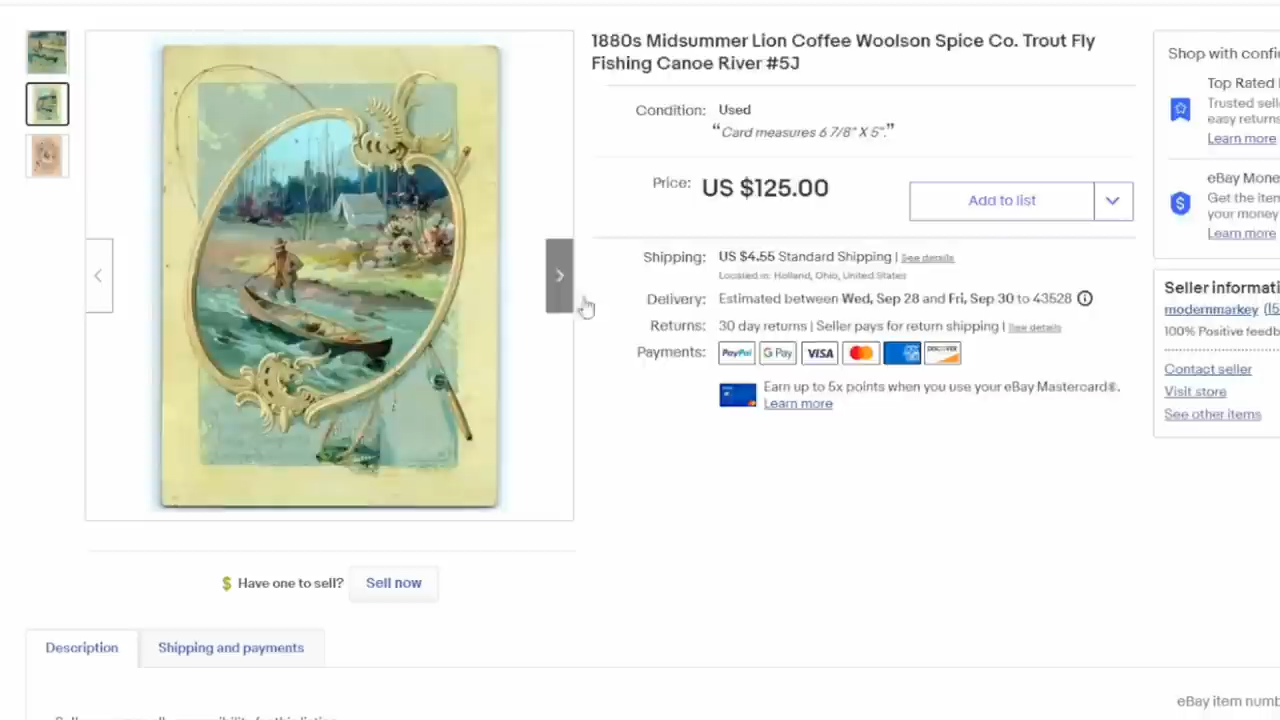 1880s Midsummer Lion Coffee Woolson Spice Co. Trout Fly
Fishing Canoe River #5J
Condition: Used
“Card measures 6 7/8" X 5".”
Price: US $125.00
Add to list
Shipping: US $4.55 Standard Shipping | See details
Located in: Holland, Ohio, United States
Delivery: Estimated between Wed, Sep 28 and Fri, Sep 30 to 43528
Returns: 30 day returns | Seller pays for return shipping | See details
Payments: PayPal G Pay VISA DISCOVER
Earn up to 5x points when you use your eBay Mastercard®.
Learn more
Shop with confi
Top Rated
Trusted sell
easy returns
Learn more
eBay Mone
Get the item
your money
Learn more
Seller informati
modernmarkey (15
100% Positive feedb
Contact seller
Visit store
See other items
$ Have one to sell? Sell now
Description Shipping and payments
eBay item numb